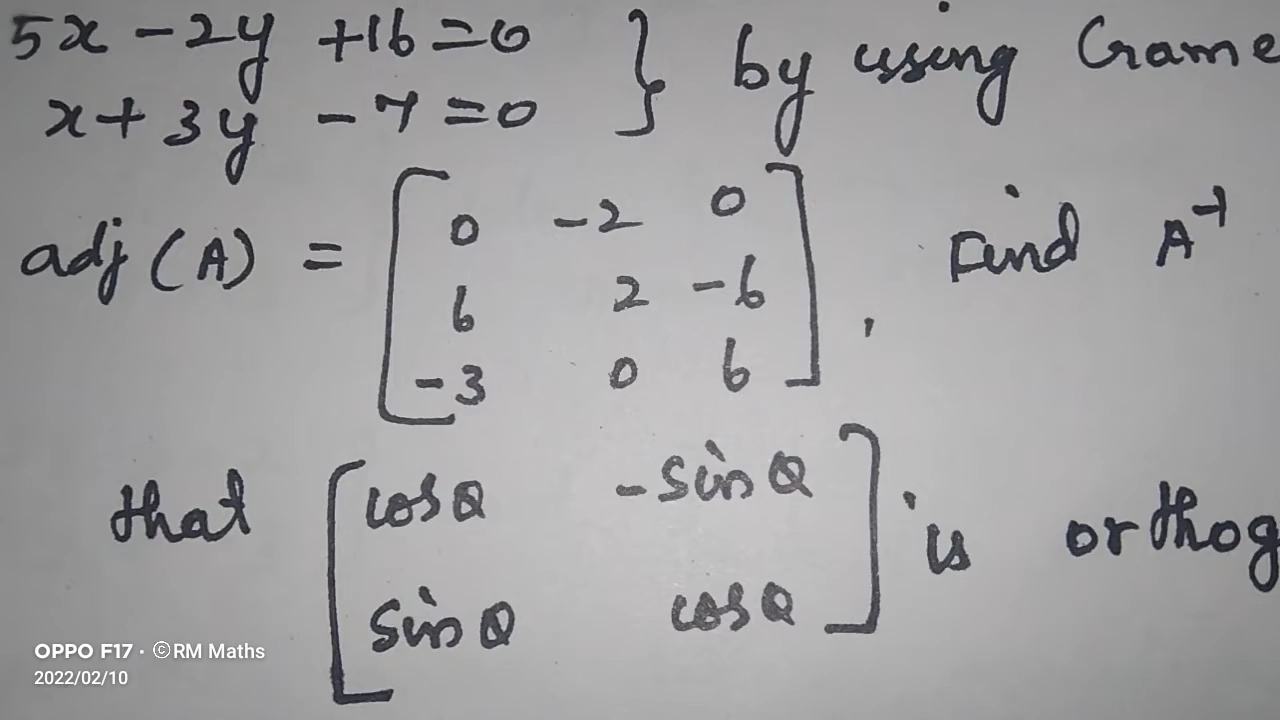 5x - 2y + 16 = 0 } by using Crame
x + 3y - 7 = 0
adj (A) = [ 0 -2 0
6 2 -6
-3 0 6 ] , Find A⁻¹
that [ cosθ -sinθ
sinθ cosθ ] is orthog
OPPO F17 · ©RM Maths
2022/02/10